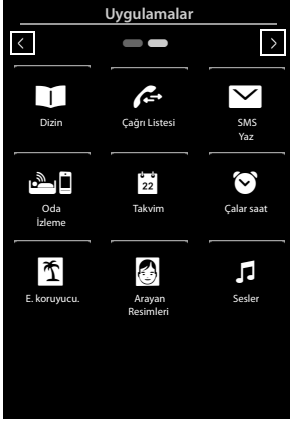 Uygulamalar
Dizin
Çağrı Listesi
SMS
Yaz
Oda
İzleme
22
Takvim
Çalar saat
E. koruyucu.
Arayan
Resimleri
Sesler